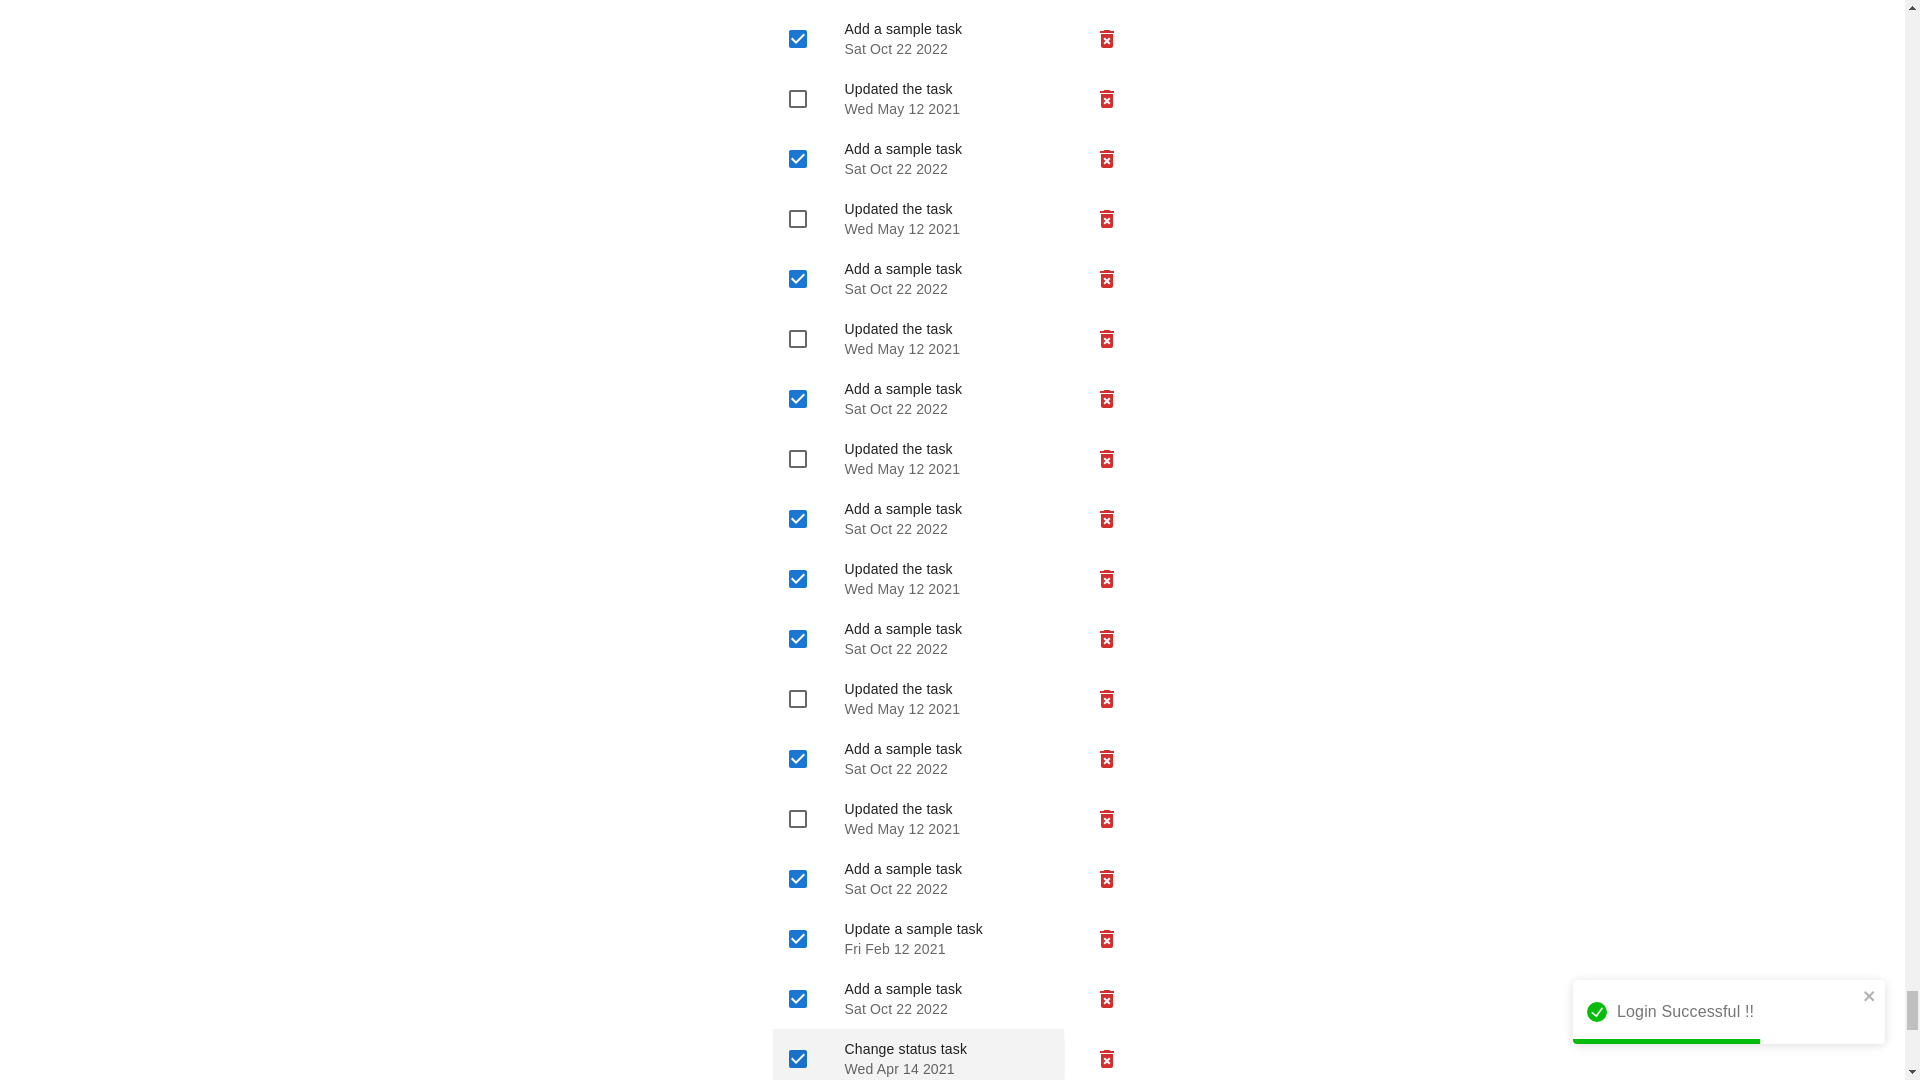 Add a sample task
Sat Oct 22 2022
Updated the task
Wed May 12 2021
Add a sample task
Sat Oct 22 2022
Updated the task
Wed May 12 2021
Add a sample task
Sat Oct 22 2022
Updated the task
Wed May 12 2021
Add a sample task
Sat Oct 22 2022
Updated the task
Wed May 12 2021
Add a sample task
Sat Oct 22 2022
Updated the task
Wed May 12 2021
Add a sample task
Sat Oct 22 2022
Updated the task
Wed May 12 2021
Add a sample task
Sat Oct 22 2022
Updated the task
Wed May 12 2021
Add a sample task
Sat Oct 22 2022
Update a sample task
Fri Feb 12 2021
Add a sample task
Sat Oct 22 2022
Change status task
Wed Apr 14 2021
Login Successful !!